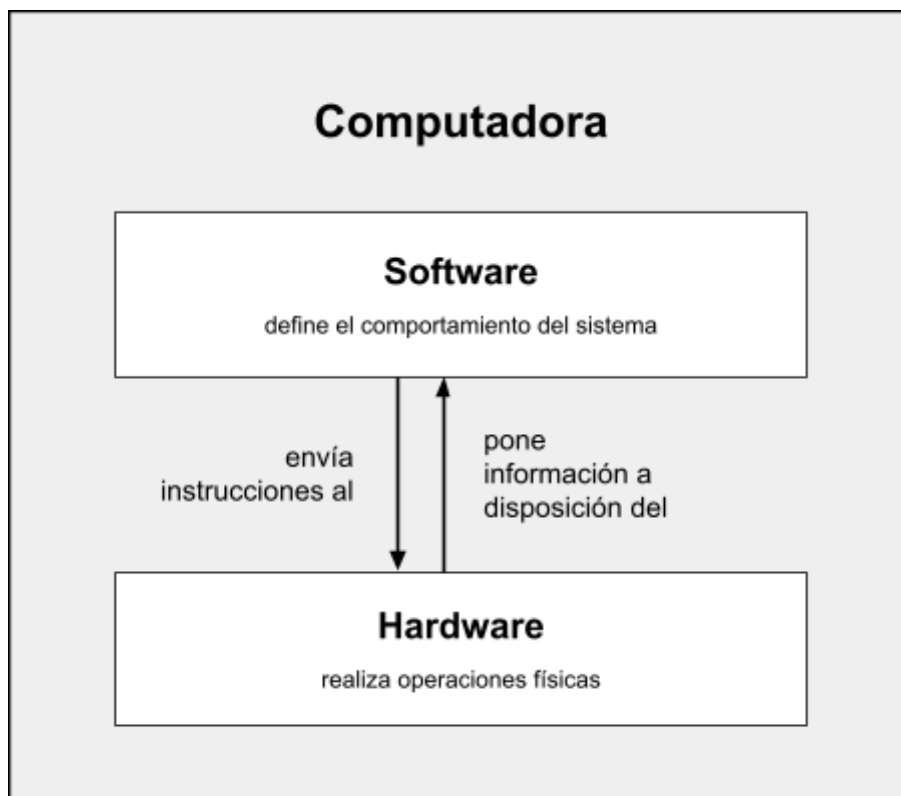 Computadora
Software
define el comportamiento del sistema
envía
instrucciones al
pone
información a
disposición del
Hardware
realiza operaciones físicas